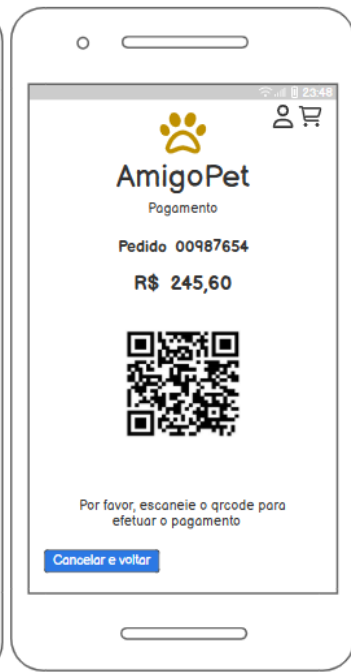 23:48
AmigoPet
Pagamento
Pedido 00987654
R$ 245,60
Por favor, escaneie o qrcode para
efetuar o pagamento
Cancelar e voltar